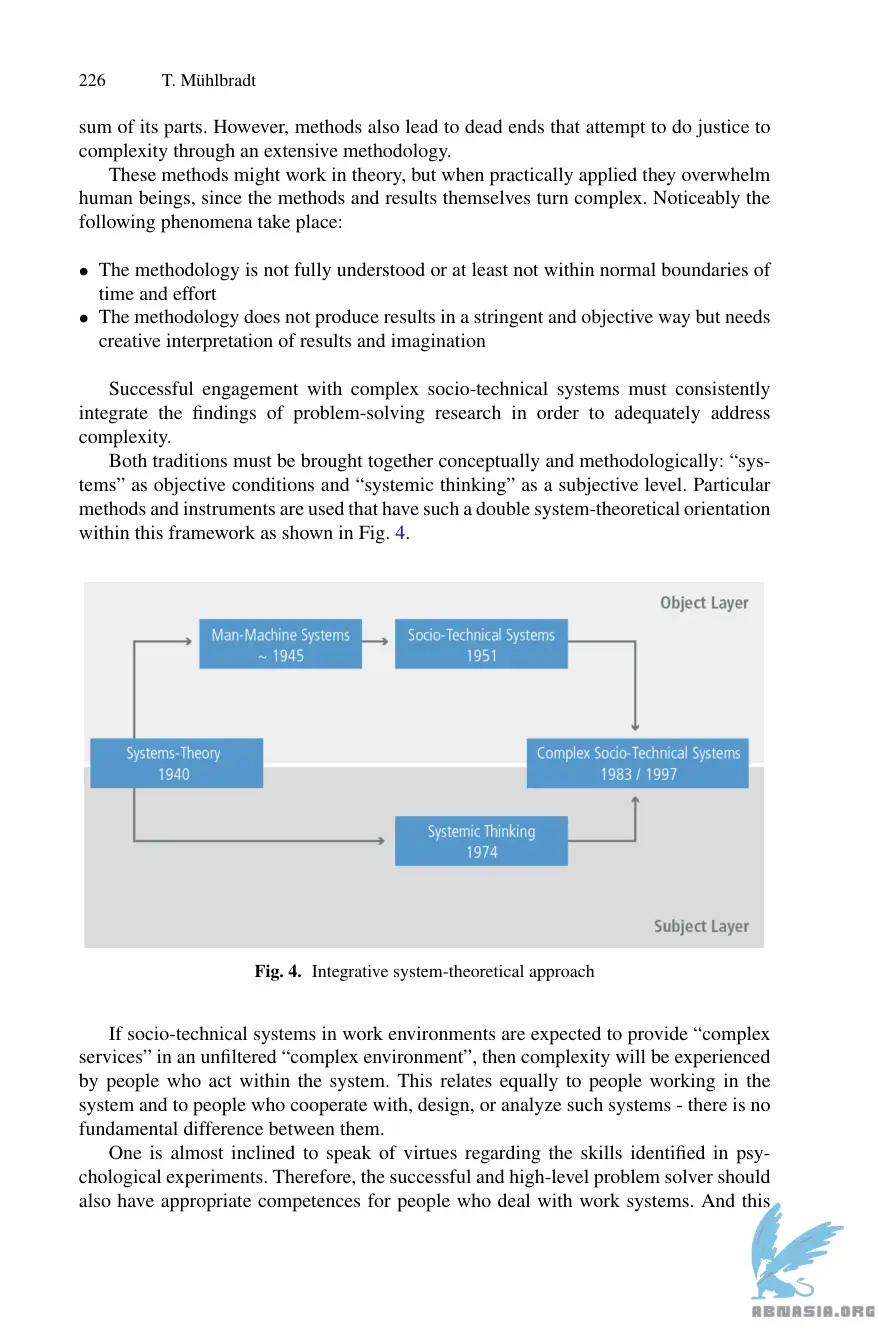 226 T. Mühlbradt
sum of its parts. However, methods also lead to dead ends that attempt to do justice to
complexity through an extensive methodology.
These methods might work in theory, but when practically applied they overwhelm
human beings, since the methods and results themselves turn complex. Noticeably the
following phenomena take place:
• The methodology is not fully understood or at least not within normal boundaries of
time and effort
• The methodology does not produce results in a stringent and objective way but needs
creative interpretation of results and imagination
Successful engagement with complex socio-technical systems must consistently
integrate the findings of problem-solving research in order to adequately address
complexity.
Both traditions must be brought together conceptually and methodologically: “sys-
tems” as objective conditions and “systemic thinking” as a subjective level. Particular
methods and instruments are used that have such a double system-theoretical orientation
within this framework as shown in Fig. 4.
Object Layer
Man-Machine Systems
~ 1945
Socio-Technical Systems
1951
Systems-Theory
1940
Complex Socio-Technical Systems
1983 / 1997
Systemic Thinking
1974
Subject Layer
Fig. 4. Integrative system-theoretical approach
If socio-technical systems in work environments are expected to provide “complex
services” in an unfiltered “complex environment”, then complexity will be experienced
by people who act within the system. This relates equally to people working in the
system and to people who cooperate with, design, or analyze such systems - there is no
fundamental difference between them.
One is almost inclined to speak of virtues regarding the skills identified in psy-
chological experiments. Therefore, the successful and high-level problem solver should
also have appropriate competences for people who deal with work systems. And this
ABNASIA.ORG